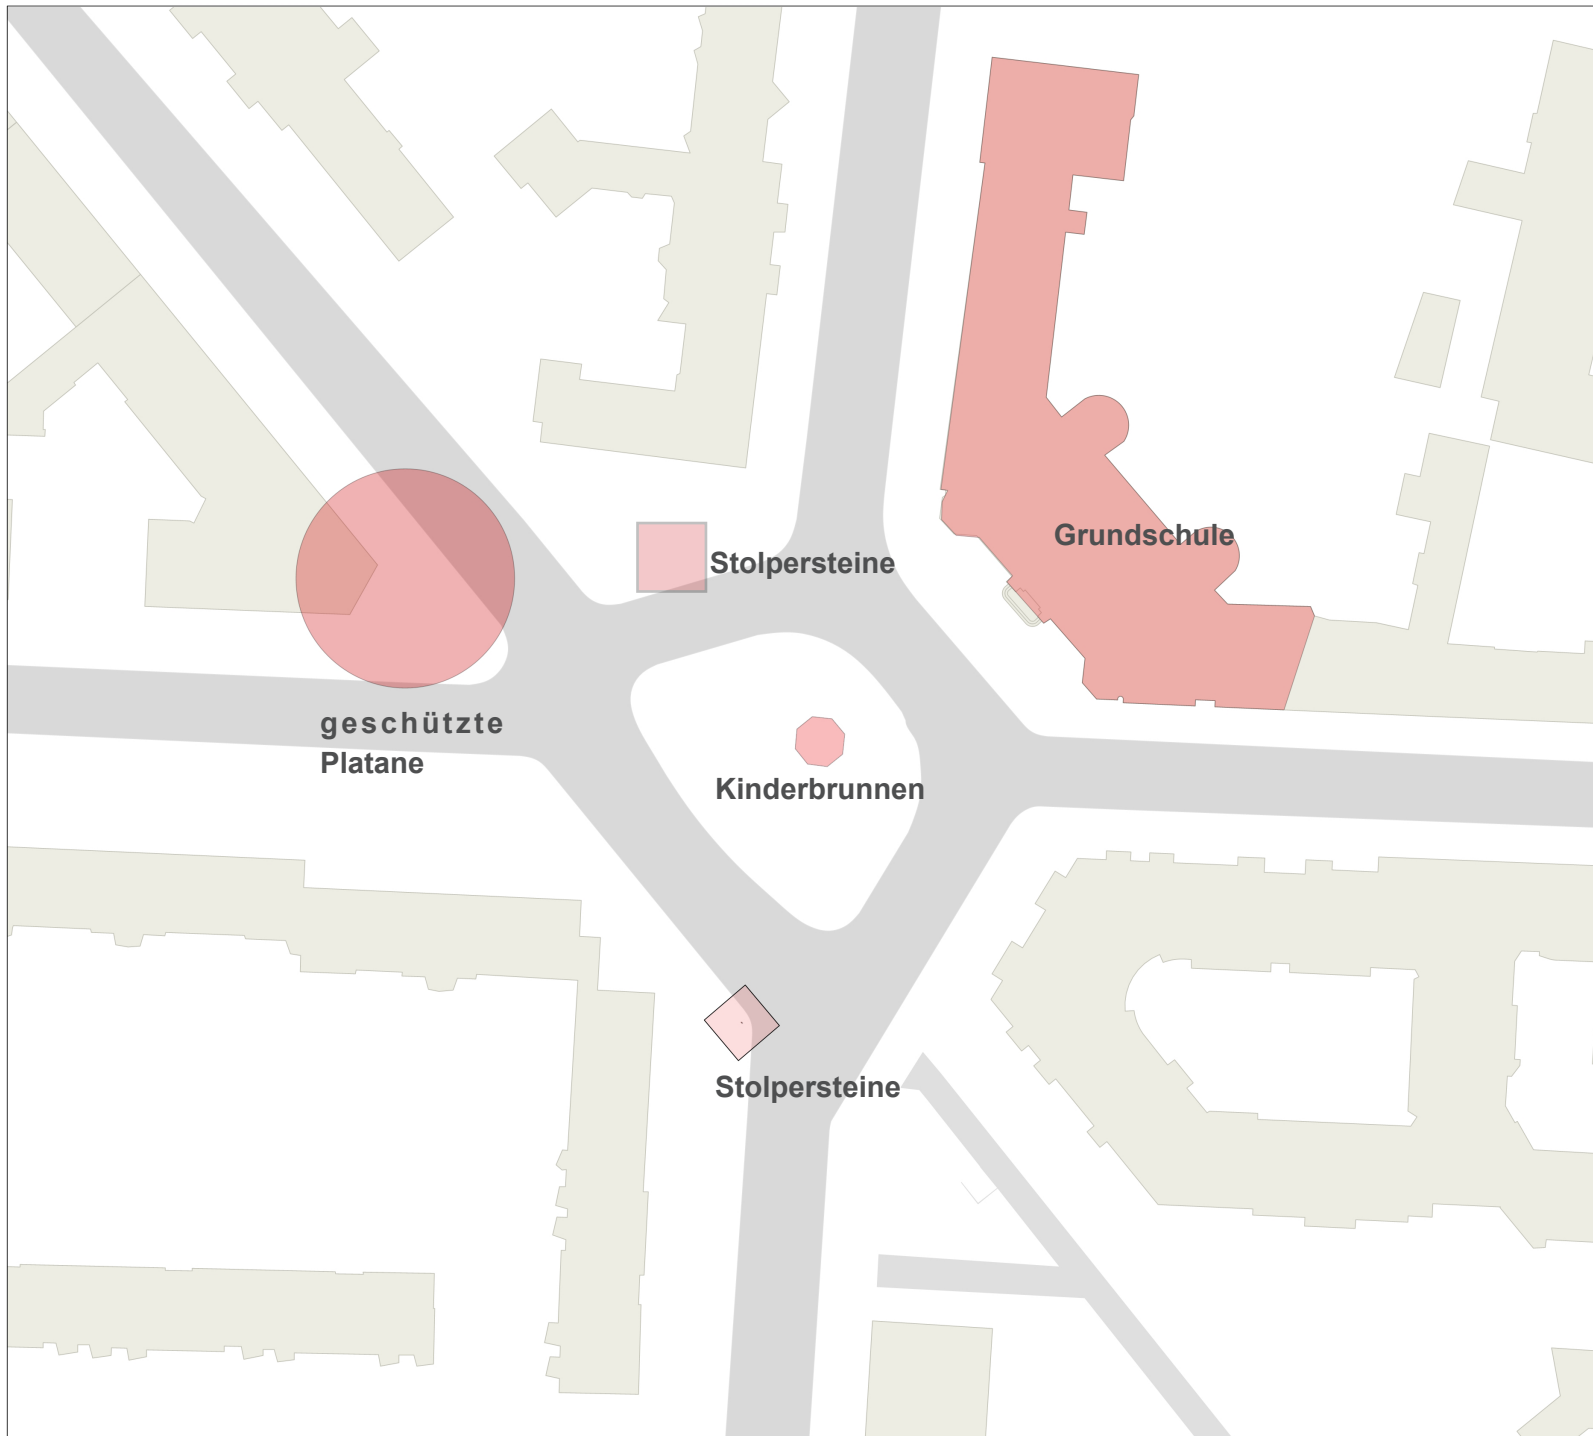 Grundschule
Stolpersteine
geschützte
Platane
Kinderbrunnen
Stolpersteine